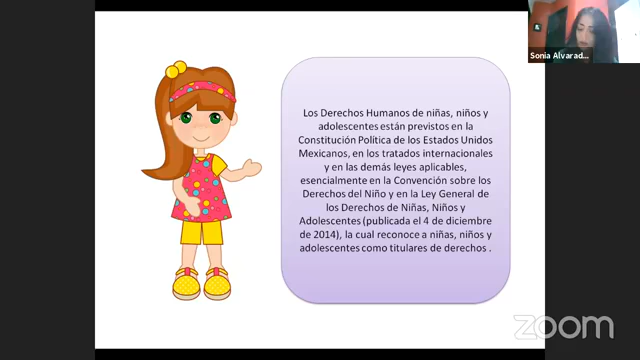 Los Derechos Humanos de niñas, niños y
adolescentes están previstos en la
Constitución Política de los Estados Unidos
Mexicanos, en los tratados internacionales
y en las demás leyes aplicables,
esencialmente en la Convención sobre los
Derechos del Niño y en la Ley General de
los Derechos de Niñas, Niños y
Adolescentes (publicada el 4 de diciembre
de 2014), la cual reconoce a niñas, niños y
adolescentes como titulares de derechos .
Sonia Alvarad...
zoom